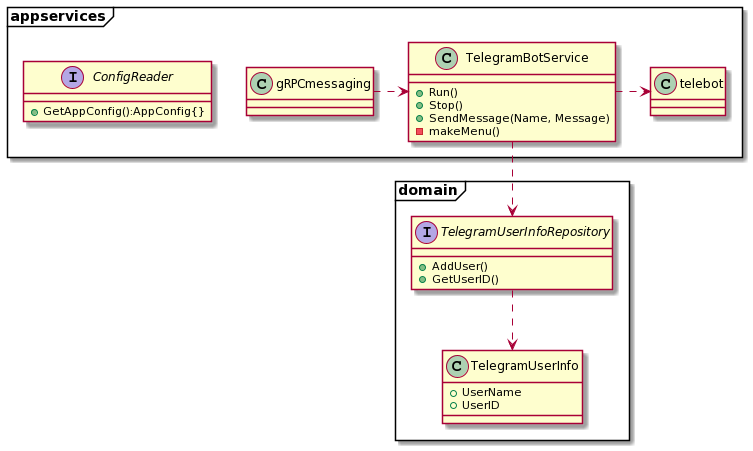 appservices
I ConfigReader
GetAppConfig():AppConfig{}
C gRPCmessaging
C TelegramBotService
Run()
Stop()
SendMessage(Name, Message)
makeMenu()
C telebot
domain
I TelegramUserInfoRepository
AddUser()
GetUserID()
C TelegramUserInfo
UserName
UserID